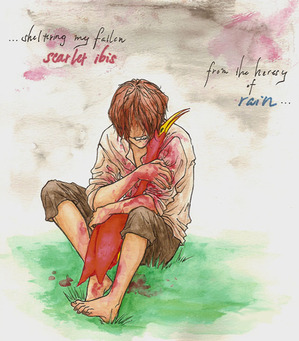 ...sheltering my fallen
scarlet ibis
from the heresy
of
rain...